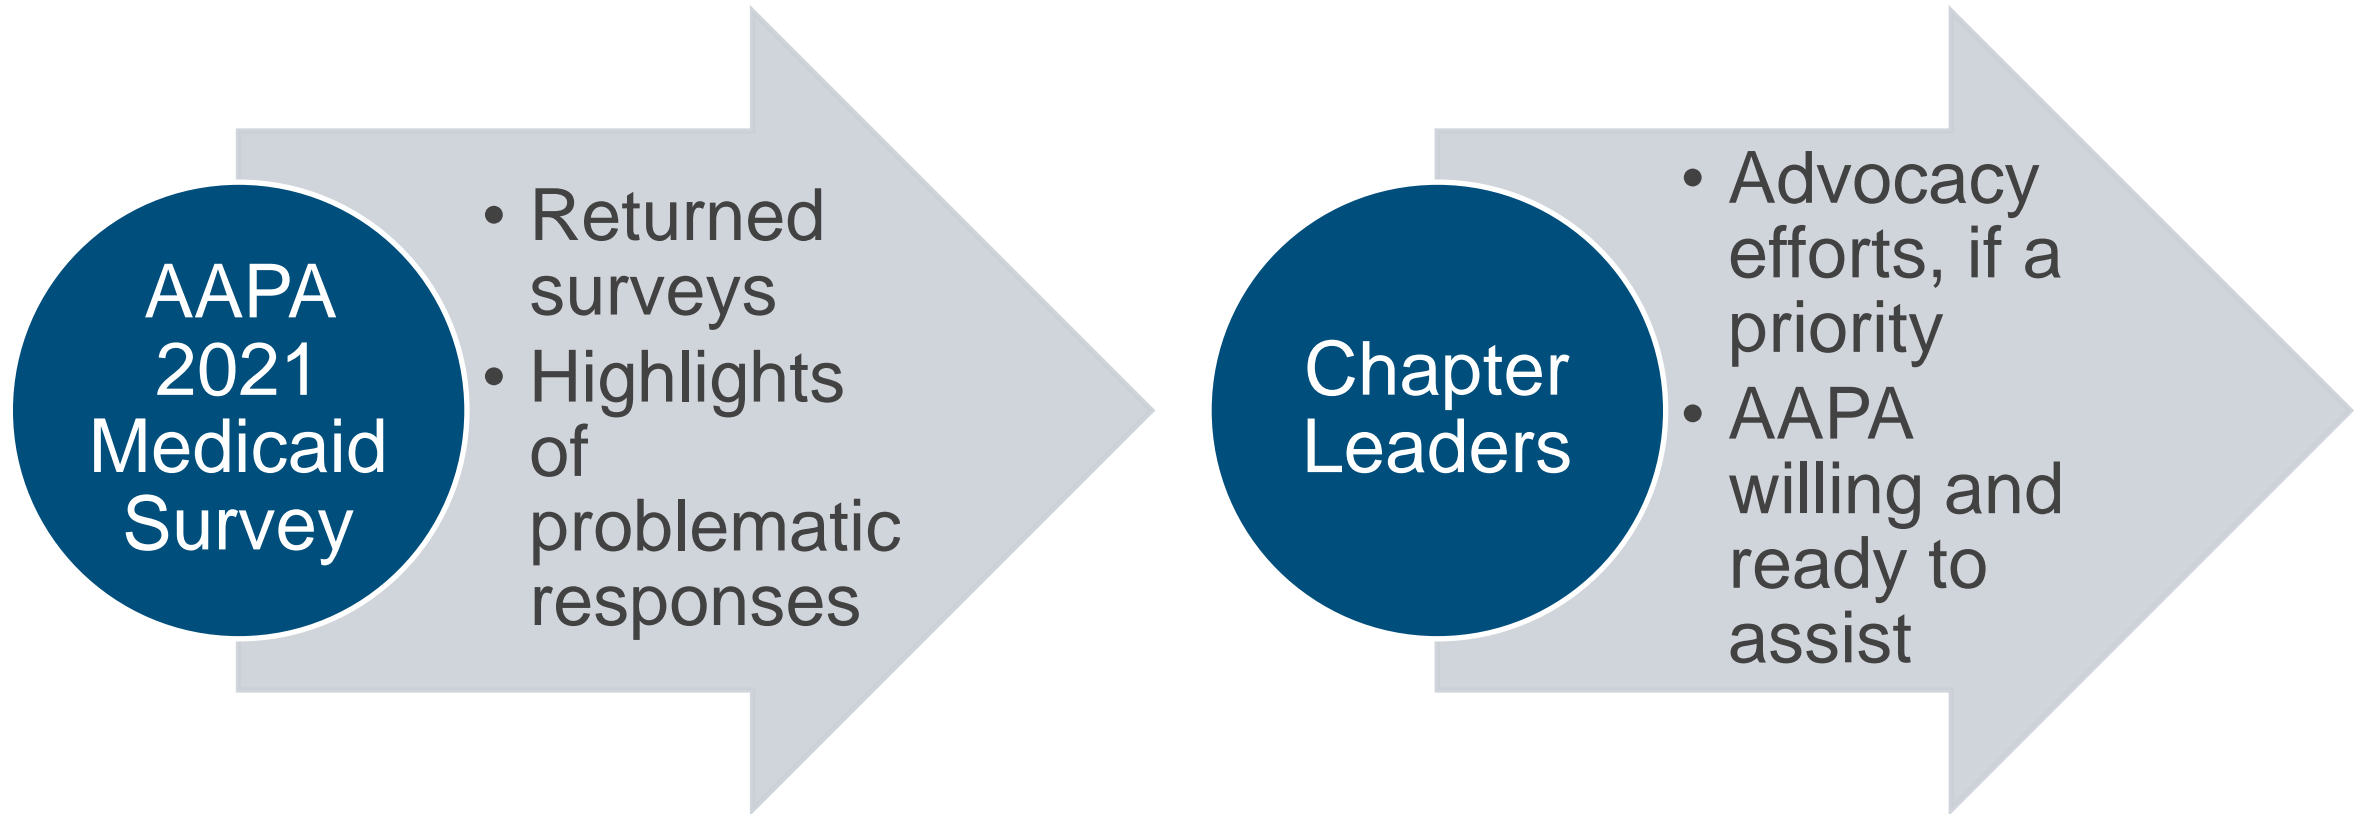 AAPA
2021
Medicaid
Survey
• Returned
surveys
• Highlights
of
problematic
responses
Chapter
Leaders
• Advocacy
efforts, if a
priority
• AAPA
willing and
ready to
assist